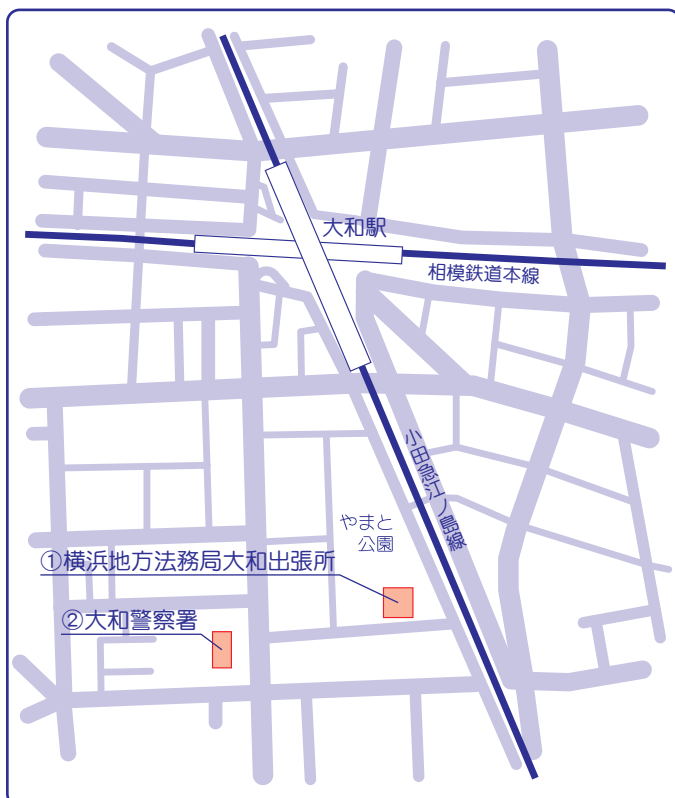 大和駅
相模鉄道本線
小田急江ノ島線
やまと
公園
①横浜地方法務局大和出張所
②大和警察署